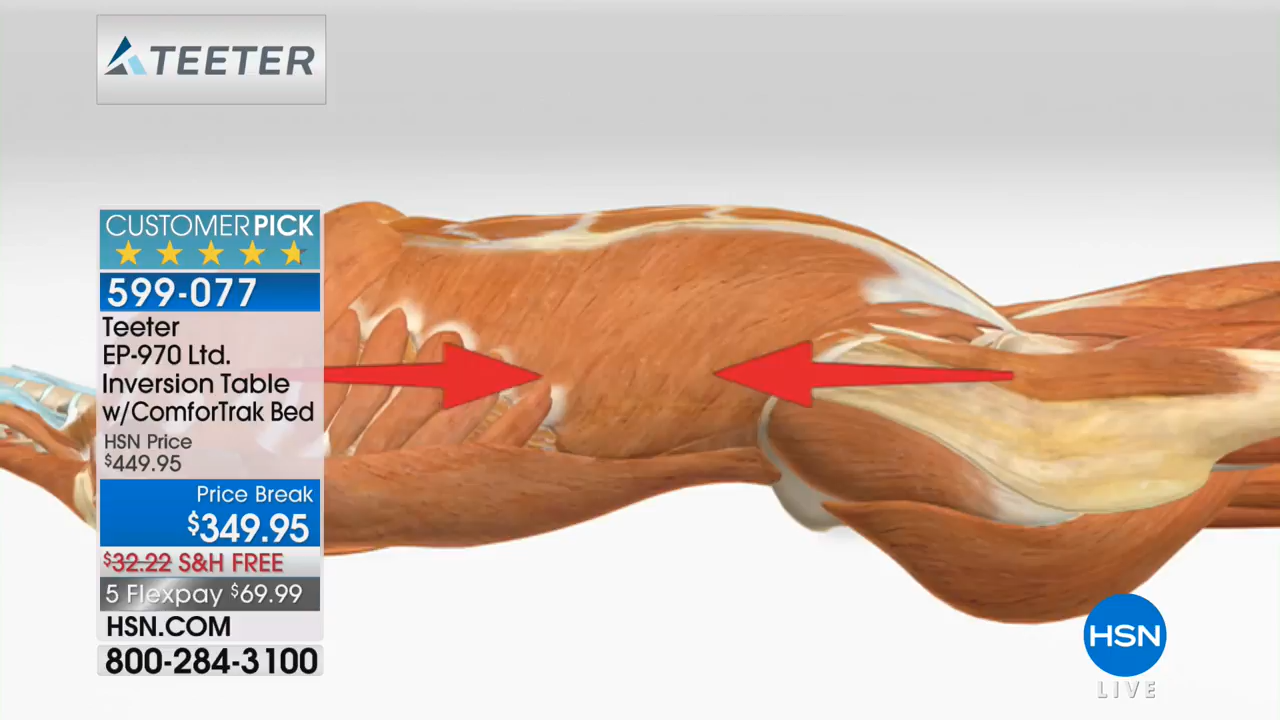 TEETER
CUSTOMER PICK
599-077
Teeter
EP-970 Ltd.
Inversion Table
w/ComforTrak Bed
HSN Price
$449.95
Price Break
$349.95
$32.22 S&H FREE
5 Flexpay $69.99
HSN.COM
800-284-3100
HSN
LIVE